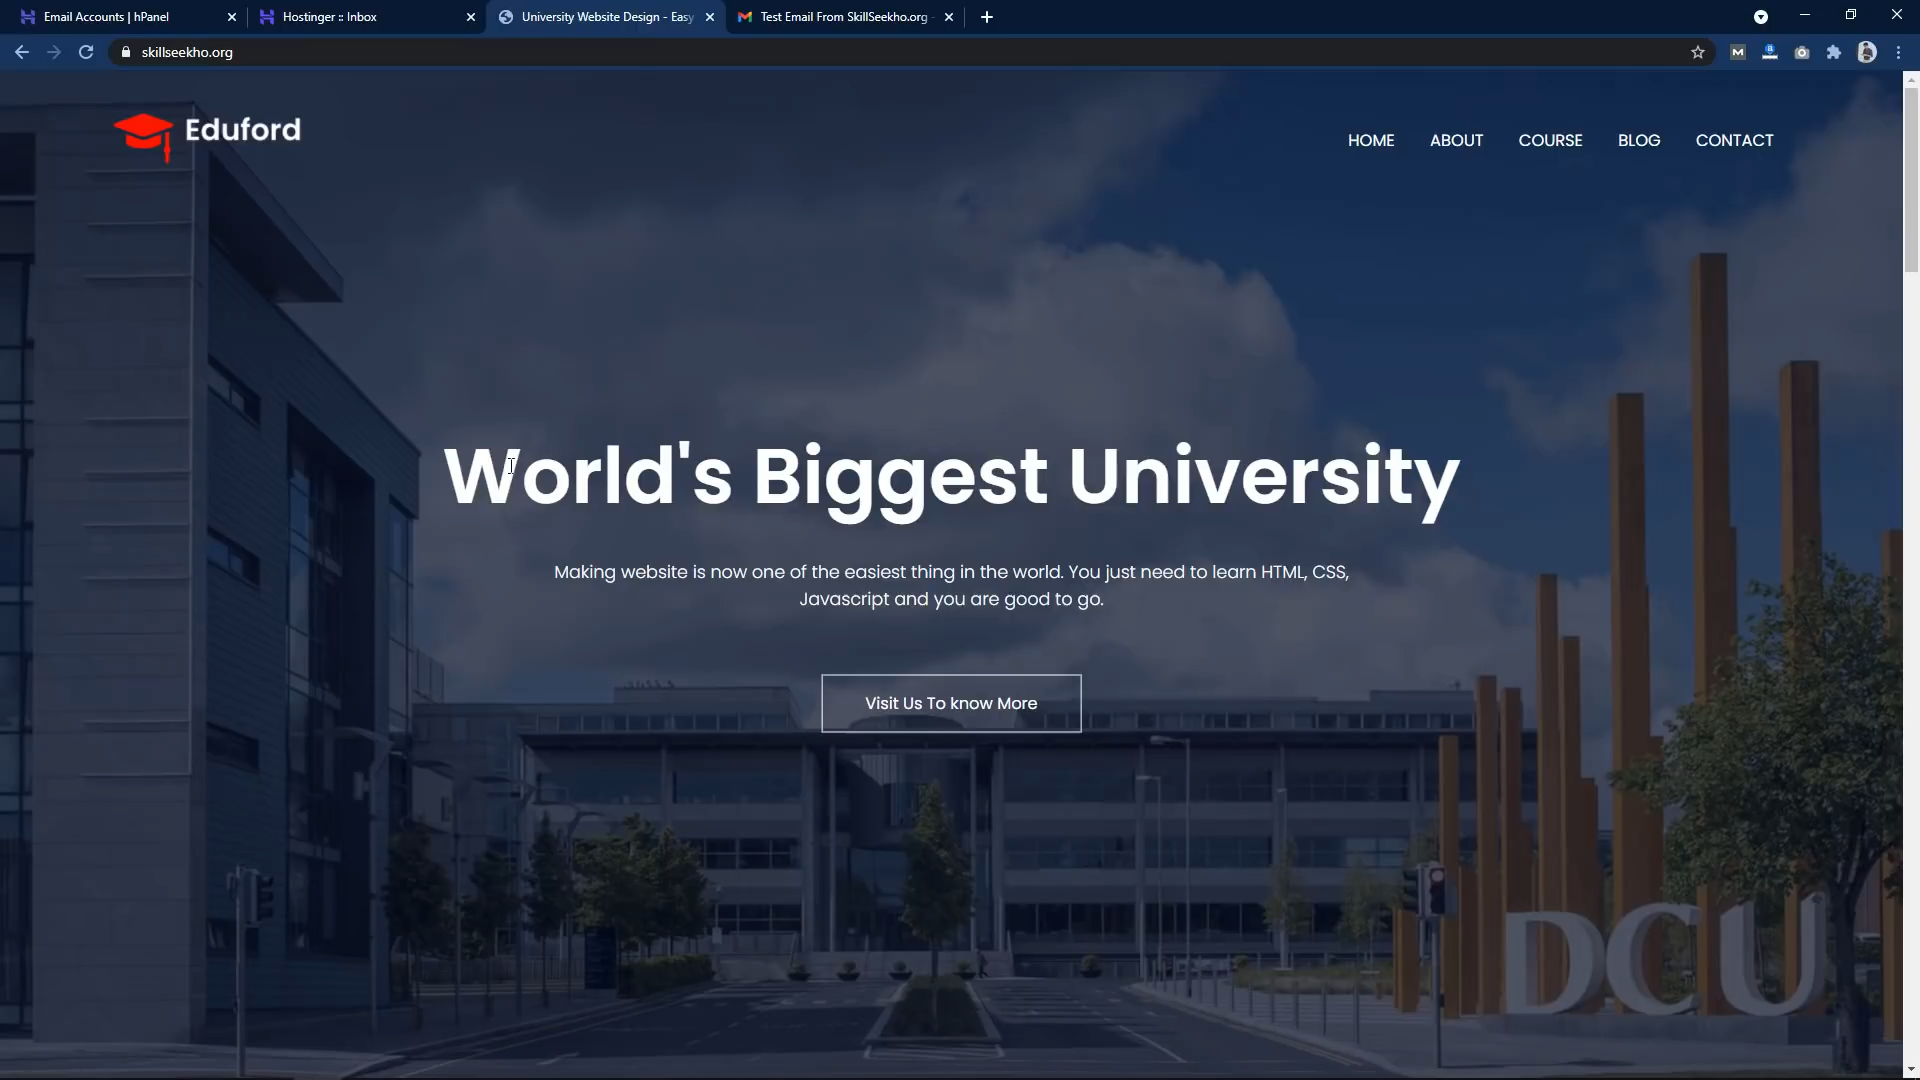 Email Accounts | hPanel
Hostinger :: Inbox
University Website Design - Easy
Test Email From SkillSeekho.org -
skillseekho.org
M
Eduford
HOME
ABOUT
COURSE
BLOG
CONTACT
World's Biggest University
Making website is now one of the easiest thing in the world. You just need to learn HTML, CSS,
Javascript and you are good to go.
Visit Us To know More
DCU